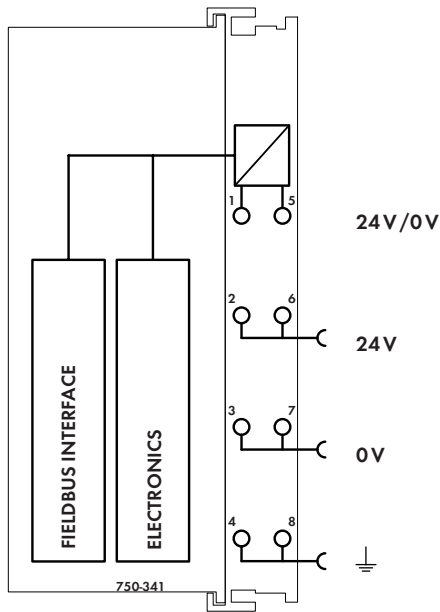 1 5
24V/0V
2 6
24V
3 7
0V
4 8
FIELDBUS INTERFACE
ELECTRONICS
750-341